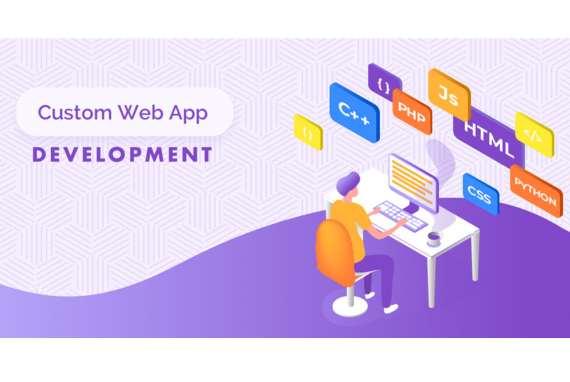 Custom Web App
DEVELOPMENT
{ }
Js
C++
PHP
HTML
( )
</>
CSS
PYTHON